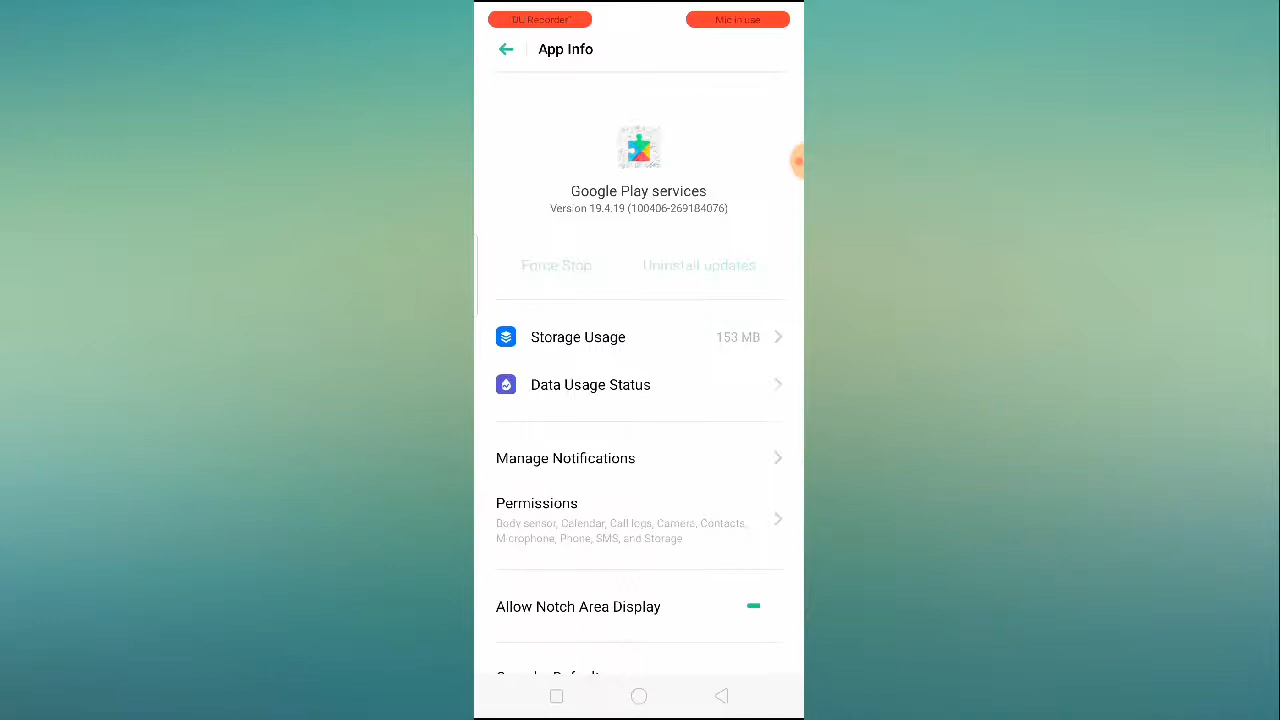 "DU Recorder"
Mic in use
App Info
Google Play services
Version 19.4.19 (100406-269184076)
Force Stop
Uninstall updates
Storage Usage
153 MB
Data Usage Status
Manage Notifications
Permissions
Body sensor, Calendar, Call logs, Camera, Contacts,
Microphone, Phone, SMS, and Storage
Allow Notch Area Display